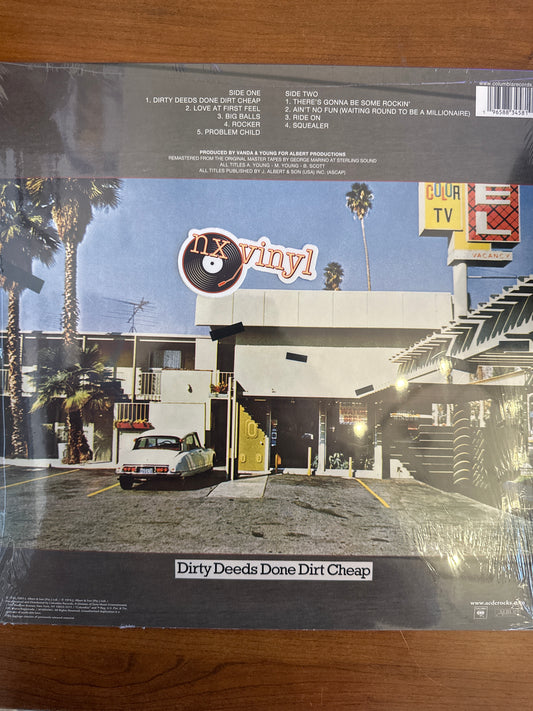 www.columbiarecords
SIDE ONE
1. DIRTY DEEDS DONE DIRT CHEAP
2. LOVE AT FIRST FEEL
3. BIG BALLS
4. ROCKER
5. PROBLEM CHILD
SIDE TWO
1. THERE'S GONNA BE SOME ROCKIN'
2. AIN'T NO FUN (WAITING ROUND TO BE A MILLIONAIRE)
3. RIDE ON
4. SQUEALER
1 96588 34581
PRODUCED BY VANDA & YOUNG FOR ALBERT PRODUCTIONS
REMASTERED FROM THE ORIGINAL MASTER TAPES BY GEORGE MARINO AT STERLING SOUND
ALL TITLES A. YOUNG - M. YOUNG - B. SCOTT
ALL TITLES PUBLISHED BY J. ALBERT & SON (USA) INC. (ASCAP)
COLOR
TV
EL
VACANCY
nx vinyl
Dirty Deeds Done Dirt Cheap